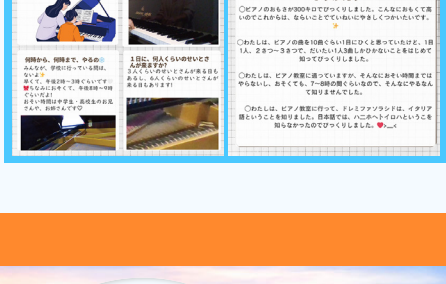 何時から、何時まで、やるの
みんなが、学校に行っている間は、
ないよ
早くて、午後2時〜3時ぐらいです
なかなおにおそくて、午後8時〜9時
ぐらいだよ!
おそい時間は中学生・高校生のお兄
さんや、お姉さんです♡
1日に、何人くらいのせいとさ
んが来ますか?
3人くらいのせいとさんが来る日も
あるし、6人くらいのせいとさんが
来る日もあります!
○ピアノのおもさが300キロでびっくりしました。こんなにおもくて高
いのでこれからは、ならいごとでていねいにやさしくつかいたいです。
○わたしは、ピアノの曲を10曲ぐらい1日にひくと思っていたけど、1日
1人、2さつ〜3さつで、だいたい1人3曲しかひかないことをはじめて
知ってびっくりしました。
○わたしは、ピアノ教室に通っていますが、そんなにおそい時間までは
やらないし、おそくても、7〜8時の間くらいなので、そんなにやるなん
て知りませんでした。
○わたしは、ピアノ教室に行って、ドレミファソラシドは、イタリア
語ということを知りました。日本語では、ハニホヘトイロハということを
知らなかったのでびっくりしました。